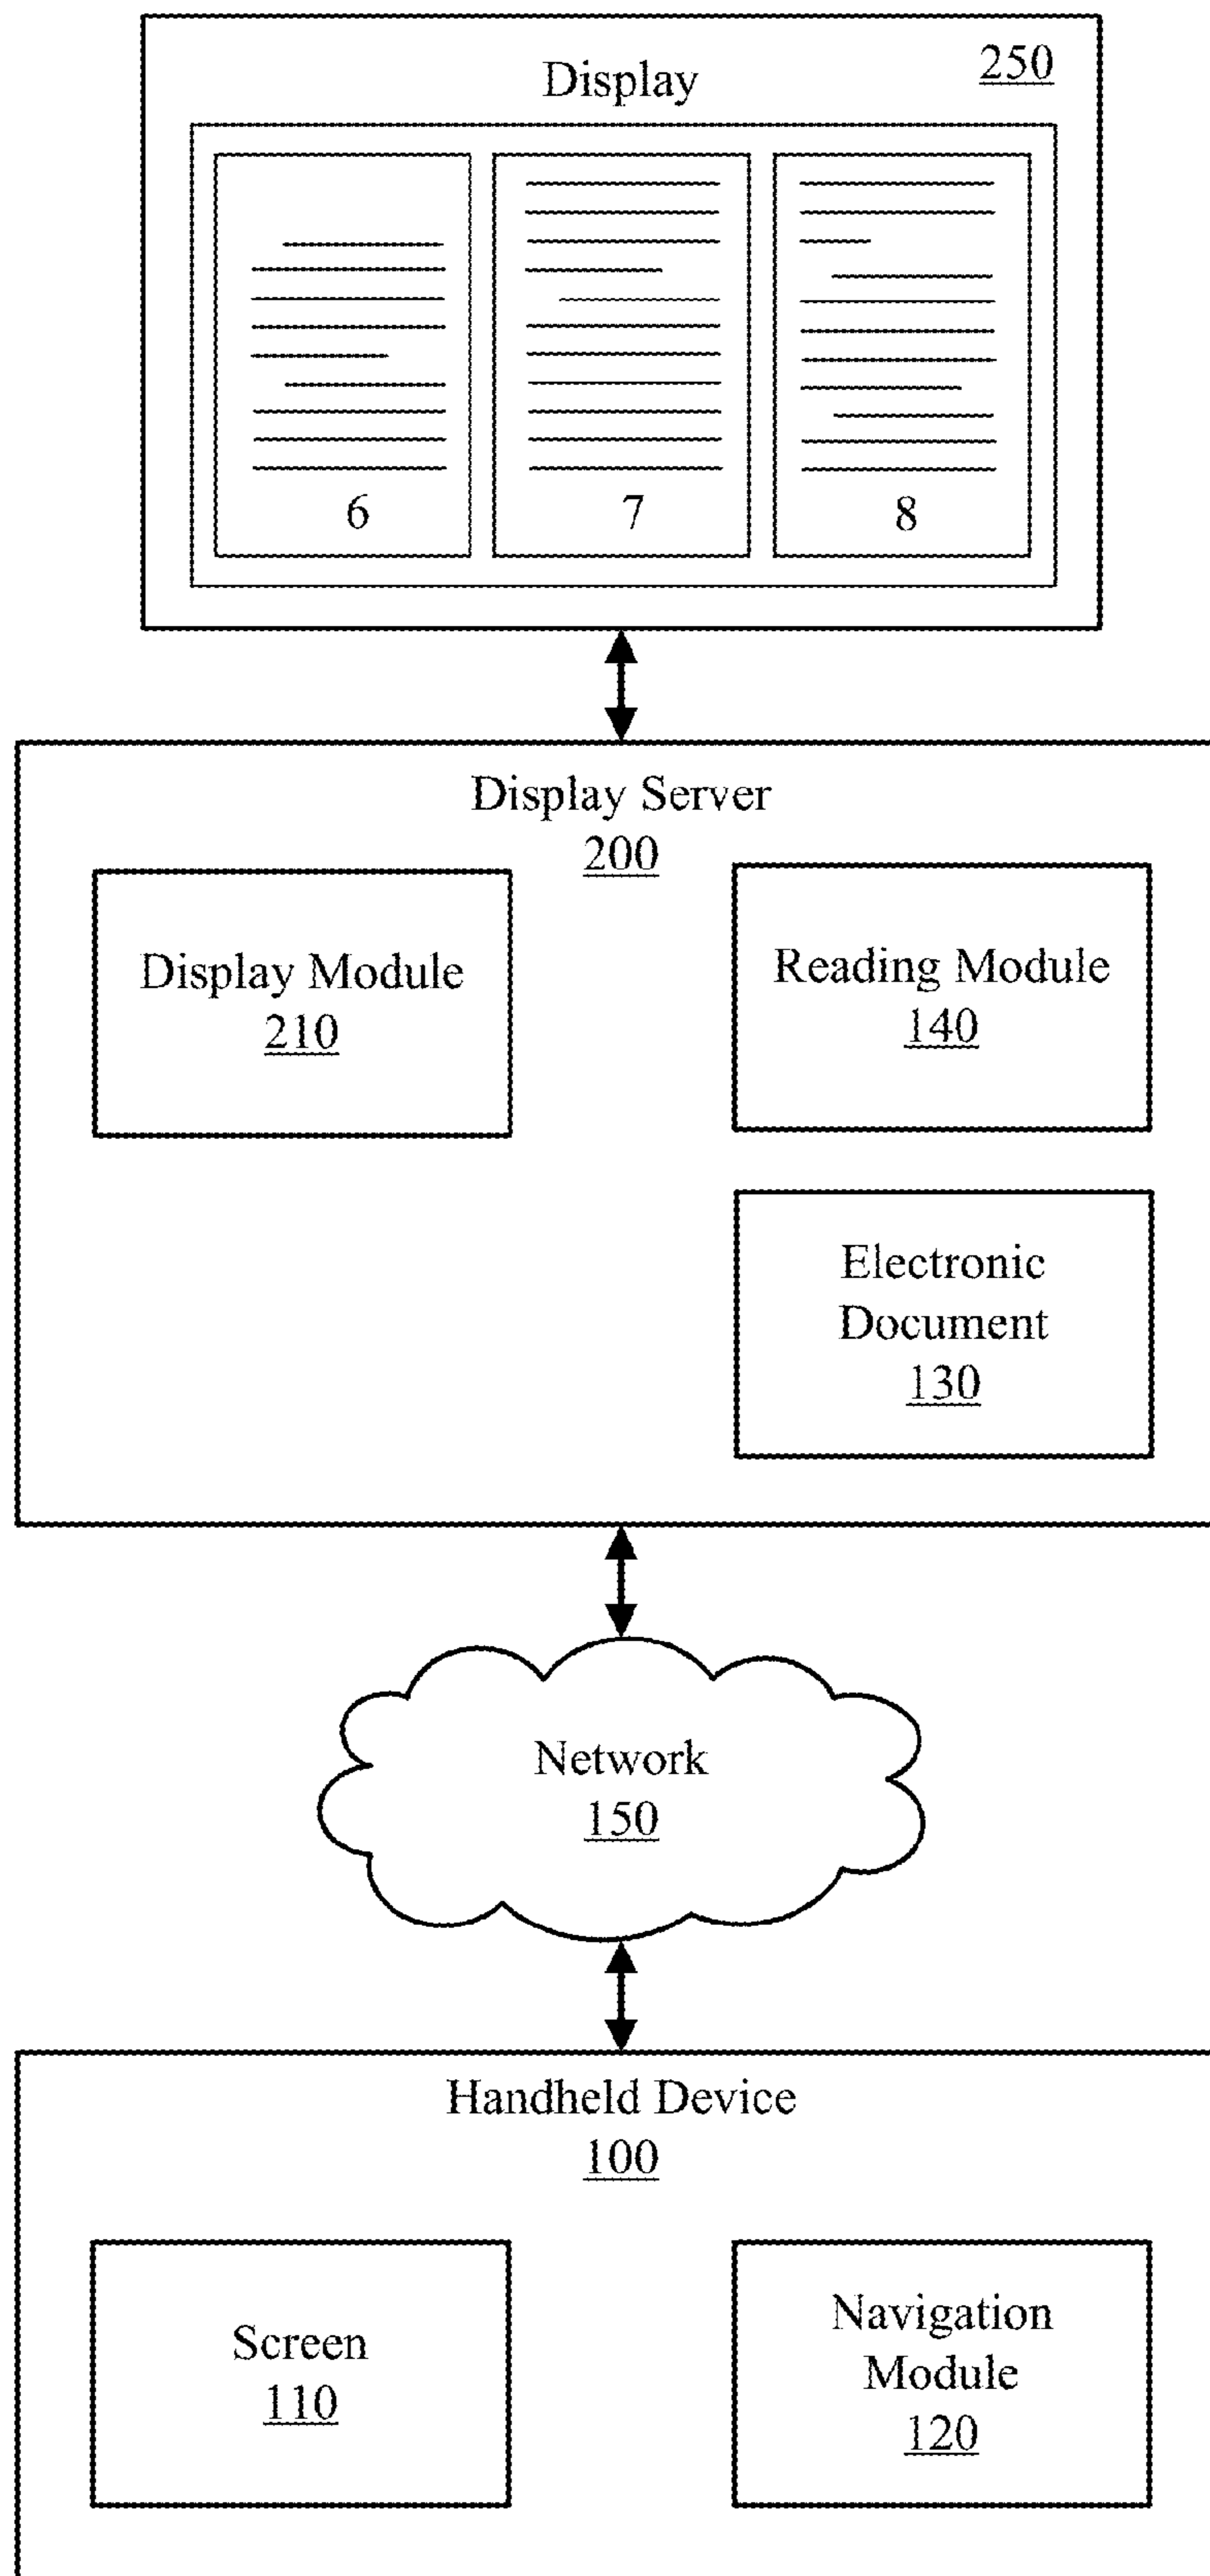 Display
250
6
7
8
Display Server
200
Display Module
210
Reading Module
140
Electronic
Document
130
Network
150
Handheld Device
100
Screen
110
Navigation
Module
120